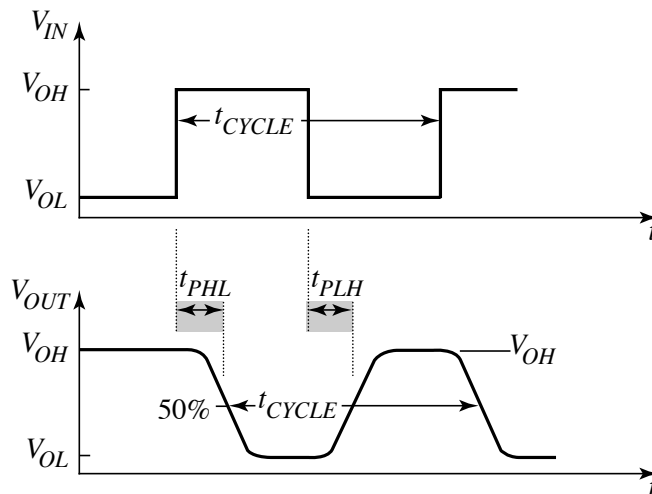 V_IN
V_OH
t_CYCLE
V_OL
t
t_PHL t_PLH
V_OUT
V_OH V_OH
50% t_CYCLE
V_OL
t